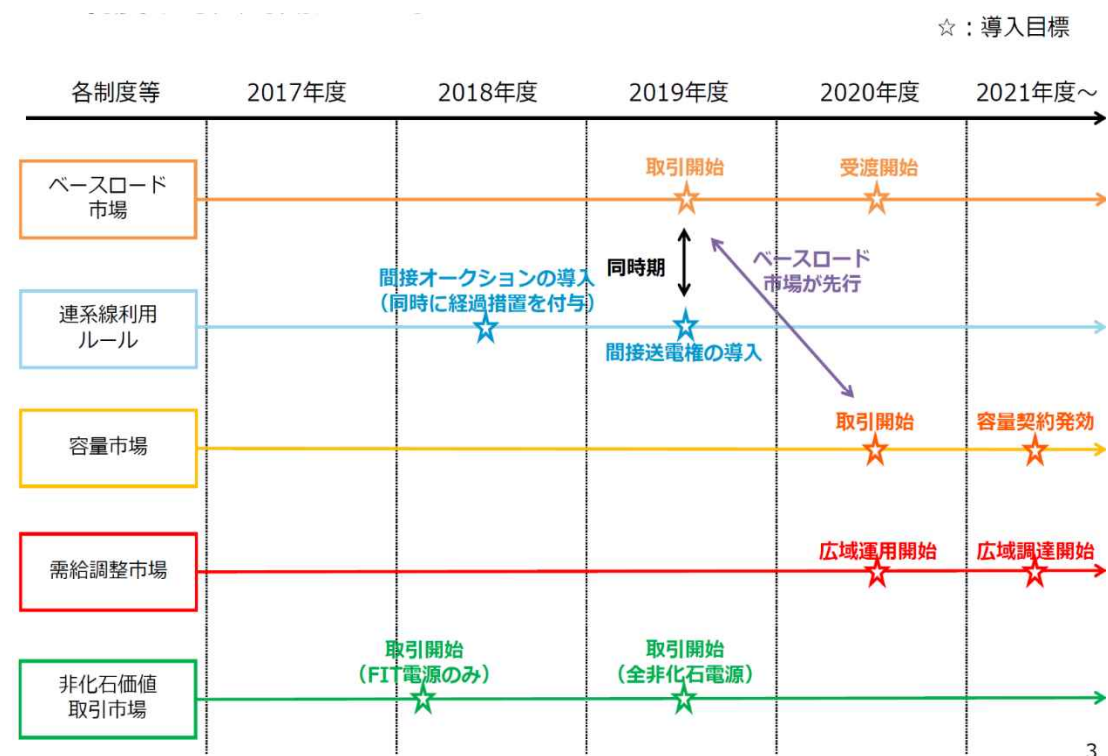 ☆：導入目標
各制度等
2017年度
2018年度
2019年度
2020年度
2021年度～
ベースロード
市場
取引開始
受渡開始
同時期
ベースロード
市場が先行
連系線利用
ルール
間接オークションの導入
（同時に経過措置を付与）
間接送電権の導入
容量市場
取引開始
容量契約発効
需給調整市場
広域運用開始
広域調達開始
非化石価値
取引市場
取引開始
（FIT電源のみ）
取引開始
（全非化石電源）
3